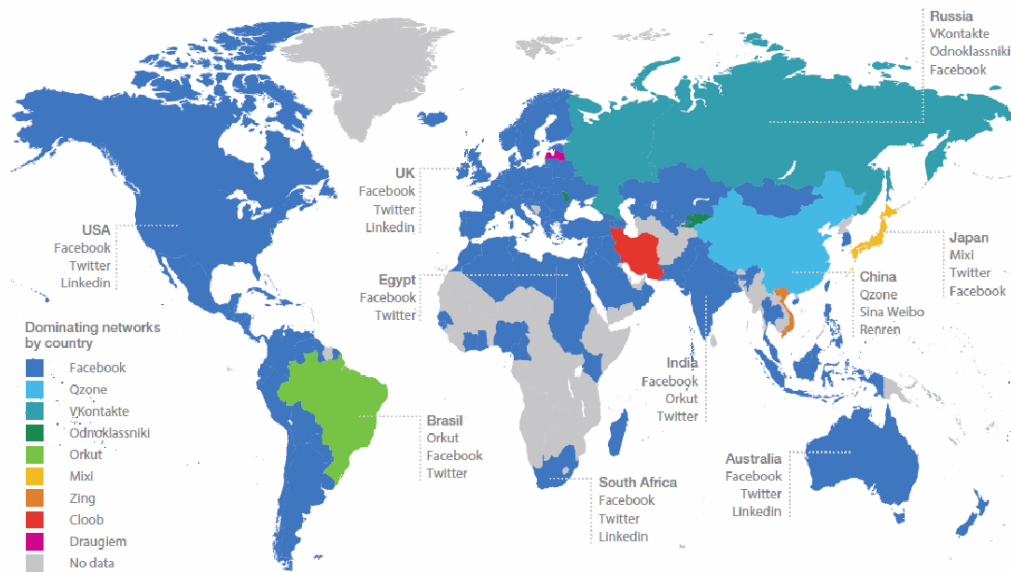 Russia
VKontakte
Odnoklassniki
Facebook
UK
Facebook
Twitter
Linkedin
USA
Facebook
Twitter
Linkedin
Egypt
Facebook
Twitter
Japan
Mixi
Twitter
Facebook
China
Qzone
Sina Weibo
Renren
India
Facebook
Orkut
Twitter
Brasil
Orkut
Facebook
Twitter
South Africa
Facebook
Twitter
Linkedin
Australia
Facebook
Twitter
Linkedin
Dominating networks
by country
Facebook
Qzone
VKontakte
Odnoklassniki
Orkut
Mixi
Zing
Cloob
Draugiem
No data